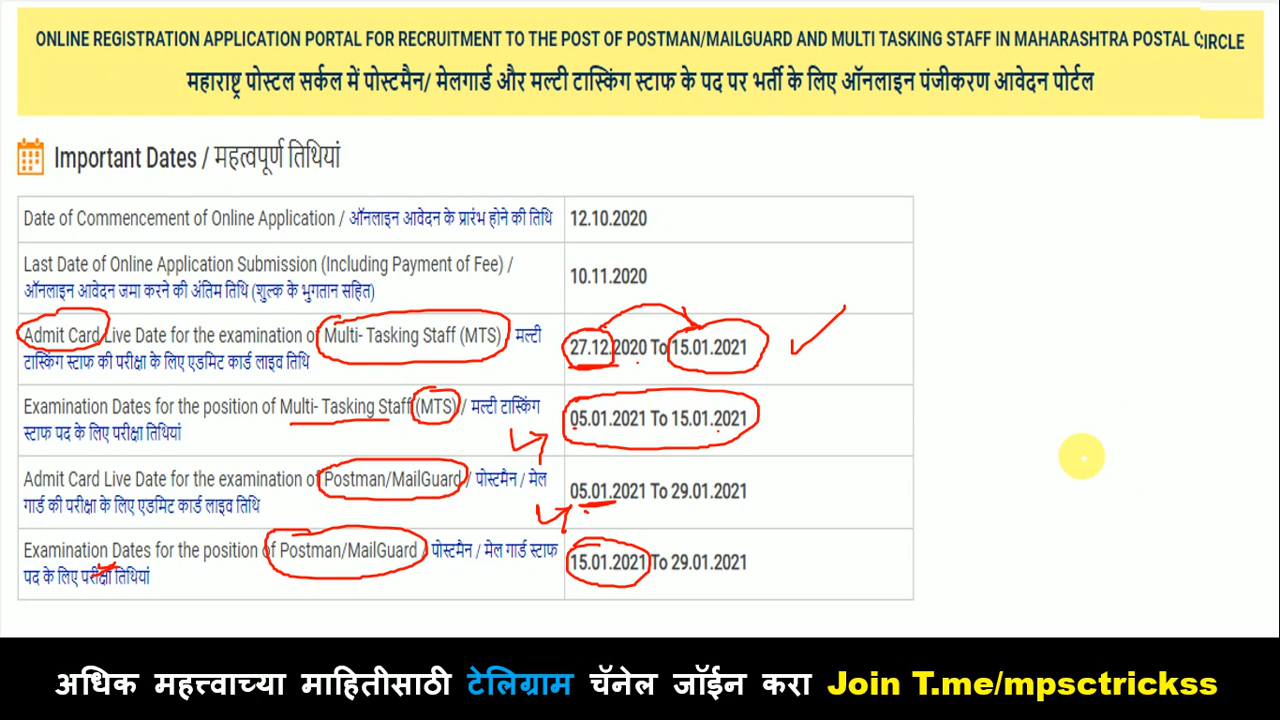 ONLINE REGISTRATION APPLICATION PORTAL FOR RECRUITMENT TO THE POST OF POSTMAN/MAILGUARD AND MULTI TASKING STAFF IN MAHARASHTRA POSTAL CIRCLE
महाराष्ट्र पोस्टल सर्कल में पोस्टमैन/ मेलगार्ड और मल्टी टास्किंग स्टाफ के पद पर भर्ती के लिए ऑनलाइन पंजीकरण आवेदन पोर्टल
Important Dates / महत्वपूर्ण तिथियां
Date of Commencement of Online Application / ऑनलाइन आवेदन के प्रारंभ होने की तिथि 12.10.2020
Last Date of Online Application Submission (Including Payment of Fee) /
ऑनलाइन आवेदन जमा करने की अंतिम तिथि (शुल्क के भुगतान सहित)
10.11.2020
Admit Card Live Date for the examination of Multi- Tasking Staff (MTS) / मल्टी
टास्किंग स्टाफ की परीक्षा के लिए एडमिट कार्ड लाइव तिथि
27.12.2020 To 15.01.2021
Examination Dates for the position of Multi- Tasking Staff (MTS) / मल्टी टास्किंग
स्टाफ पद के लिए परीक्षा तिथियां
05.01.2021 To 15.01.2021
Admit Card Live Date for the examination of Postman/MailGuard / पोस्टमैन / मेल
गार्ड की परीक्षा के लिए एडमिट कार्ड लाइव तिथि
05.01.2021 To 29.01.2021
Examination Dates for the position of Postman/MailGuard / पोस्टमैन / मेल गार्ड स्टाफ
पद के लिए परीक्षा तिथियां
15.01.2021 To 29.01.2021
अधिक महत्त्वाच्या माहितीसाठी टेलिग्राम चॅनेल जॉईन करा Join T.me/mpsctrickss